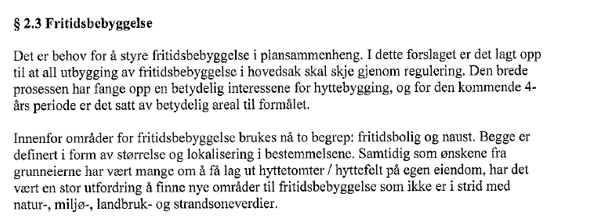 § 2.3 Fritidsbebyggelse
Det er behov for å styre fritidsbebyggelse i plansammenheng. I dette forslaget er det lagt opp
til at all utbygging av fritidsbebyggelse i hovedsak skal skje gjenom regulering. Den brede
prosessen har fange opp en betydelig interessene for hyttebygging, og for den kommende 4-
års periode er det satt av betydelig areal til formålet.
Innenfor områder for fritidsbebyggelse brukes nå to begrep: fritidsbolig og naust. Begge er
definert i form av størrelse og lokalisering i bestemmelsene. Samtidig som ønskene fra
grunneierne har vært mange om å få lag ut hyttetomter / hyttefelt på egen eiendom, har det
vært en stor utfordring å finne nye områder til fritidsbebyggelse som ikke er i strid med
natur-, miljø-, landbruk- og strandsoneverdier.